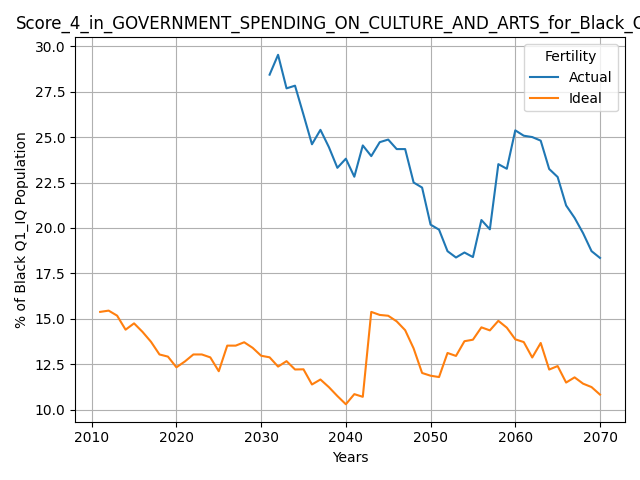 Score_4_in_GOVERNMENT_SPENDING_ON_CULTURE_AND_ARTS_for_Black_
30.0
Fertility
Actual
Ideal
27.5
25.0
22.5
20.0
17.5
15.0
12.5
10.0
% of Black Q1_IQ Population
2010 2020 2030 2040 2050 2060 2070
Years